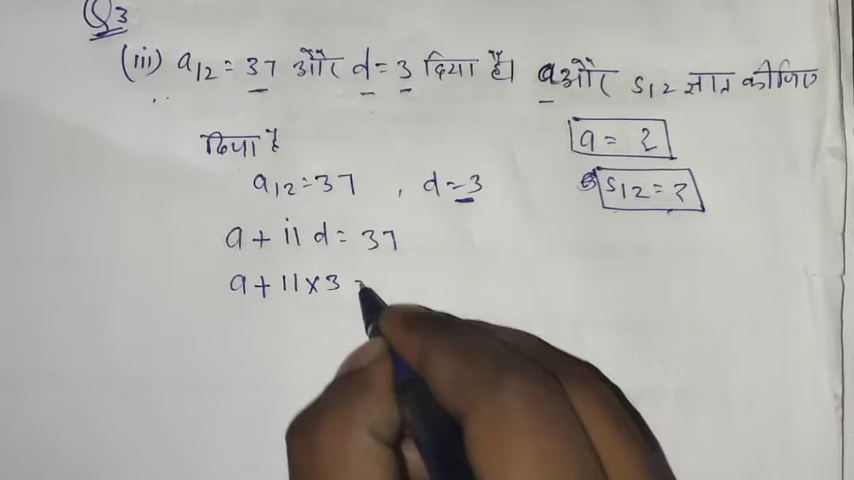 Q3
(iii) a₁₂ = 37 और d = 3 दिया है। a और S₁₂ ज्ञात कीजिए
दिया है
a = ?
a₁₂ = 37 , d = 3
S₁₂ = ?
a + 11 d = 37
a + 11 × 3